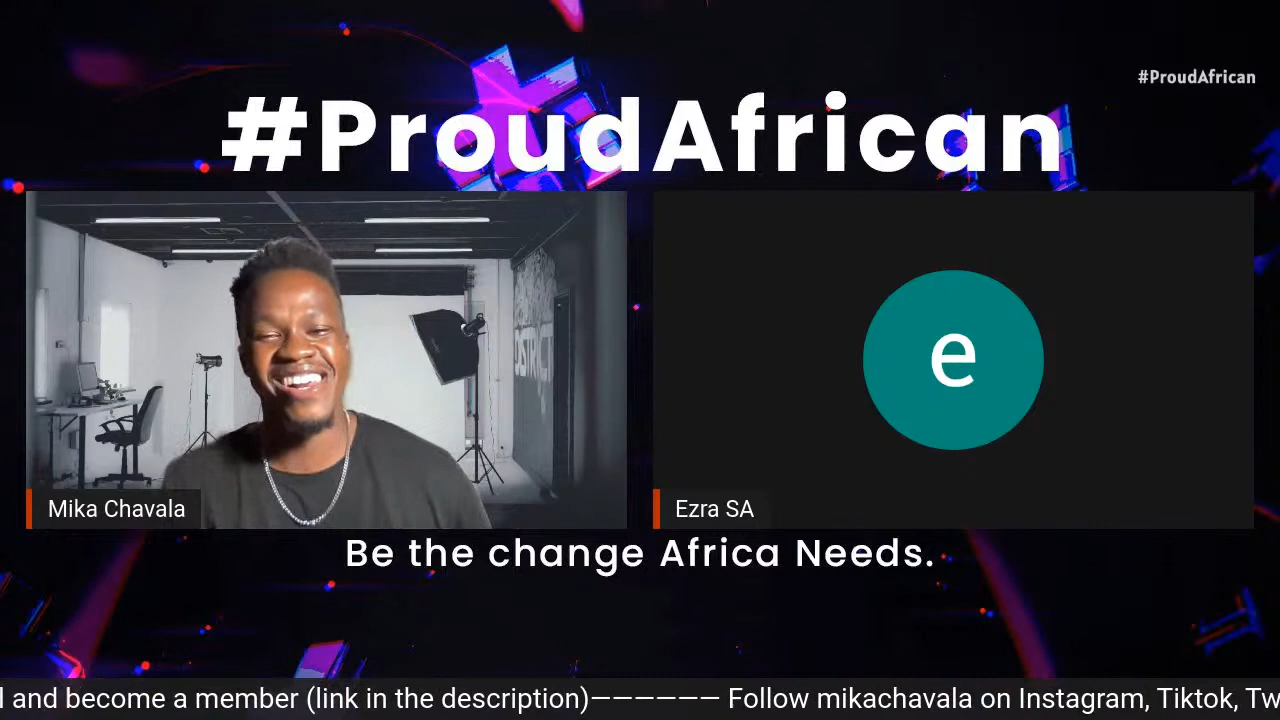 #ProudAfrican
#ProudAfrican
DISTRICT
e
Mika Chavala
Ezra SA
Be the change Africa Needs.
and become a member (link in the description)—————— Follow mikachavala on Instagram, Tiktok, Tw